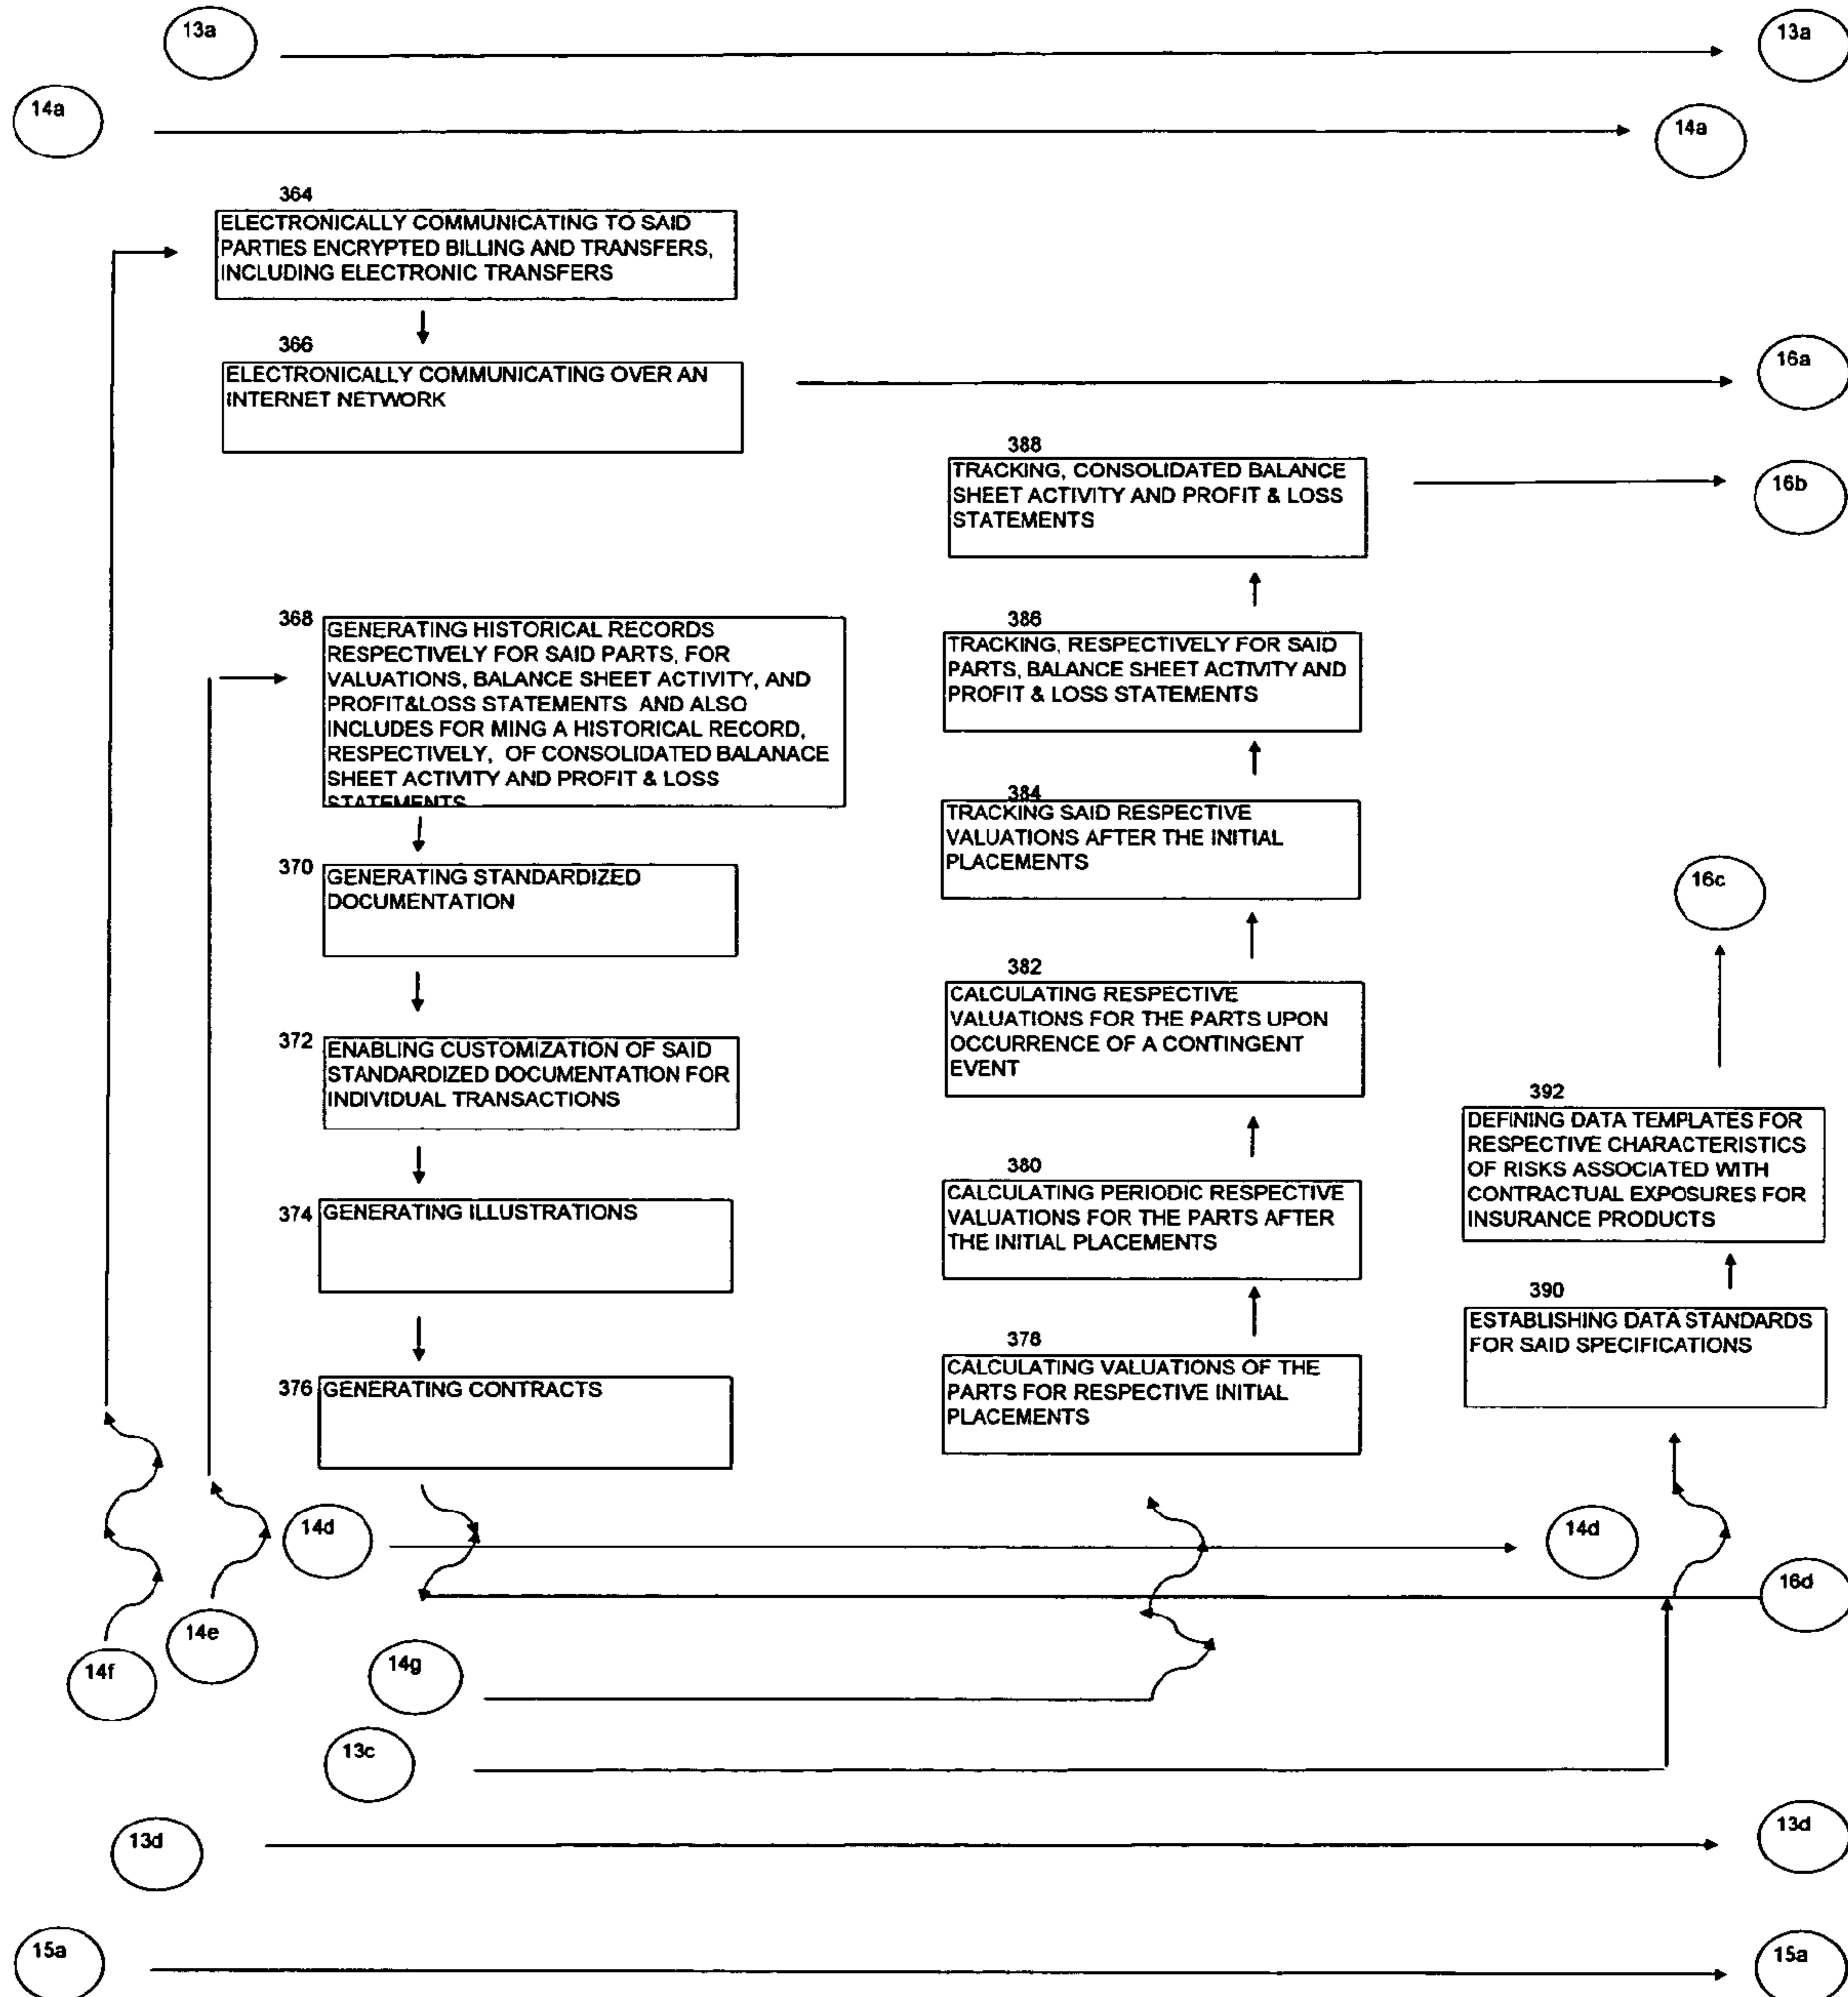 13a
13a
14a
14a
364
ELECTRONICALLY COMMUNICATING TO SAID
PARTIES ENCRYPTED BILLING AND TRANSFERS,
INCLUDING ELECTRONIC TRANSFERS
366
ELECTRONICALLY COMMUNICATING OVER AN
INTERNET NETWORK
16a
388
TRACKING, CONSOLIDATED BALANCE
SHEET ACTIVITY AND PROFIT & LOSS
STATEMENTS
16b
368
GENERATING HISTORICAL RECORDS
RESPECTIVELY FOR SAID PARTS, FOR
VALUATIONS, BALANCE SHEET ACTIVITY, AND
PROFIT&LOSS STATEMENTS AND ALSO
INCLUDES FOR MING A HISTORICAL RECORD,
RESPECTIVELY, OF CONSOLIDATED BALANACE
SHEET ACTIVITY AND PROFIT & LOSS
STATEMENTS
386
TRACKING, RESPECTIVELY FOR SAID
PARTS, BALANCE SHEET ACTIVITY AND
PROFIT & LOSS STATEMENTS
384
TRACKING SAID RESPECTIVE
VALUATIONS AFTER THE INITIAL
PLACEMENTS
370
GENERATING STANDARDIZED
DOCUMENTATION
16c
382
CALCULATING RESPECTIVE
VALUATIONS FOR THE PARTS UPON
OCCURRENCE OF A CONTINGENT
EVENT
372
ENABLING CUSTOMIZATION OF SAID
STANDARDIZED DOCUMENTATION FOR
INDIVIDUAL TRANSACTIONS
392
DEFINING DATA TEMPLATES FOR
RESPECTIVE CHARACTERISTICS
OF RISKS ASSOCIATED WITH
CONTRACTUAL EXPOSURES FOR
INSURANCE PRODUCTS
380
CALCULATING PERIODIC RESPECTIVE
VALUATIONS FOR THE PARTS AFTER
THE INITIAL PLACEMENTS
374
GENERATING ILLUSTRATIONS
390
ESTABLISHING DATA STANDARDS
FOR SAID SPECIFICATIONS
378
CALCULATING VALUATIONS OF THE
PARTS FOR RESPECTIVE INITIAL
PLACEMENTS
376
GENERATING CONTRACTS
14d
14d
16d
14e
14f
14g
13c
13d
13d
15a
15a